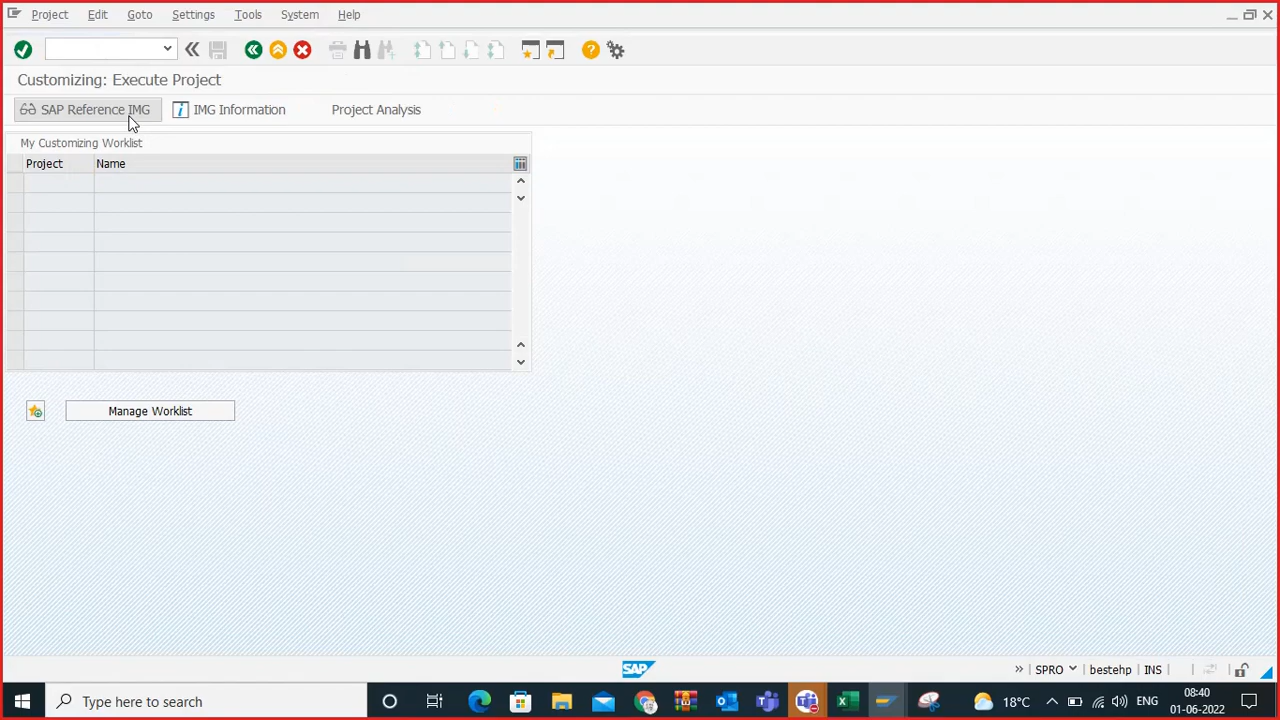 Project Edit Goto Settings Tools System Help
Customizing: Execute Project
SAP Reference IMG IMG Information Project Analysis
My Customizing Worklist
Project Name
Manage Worklist
SAP
SPRO bestehp INS
Type here to search
18°C ENG
08:40
01-06-2022